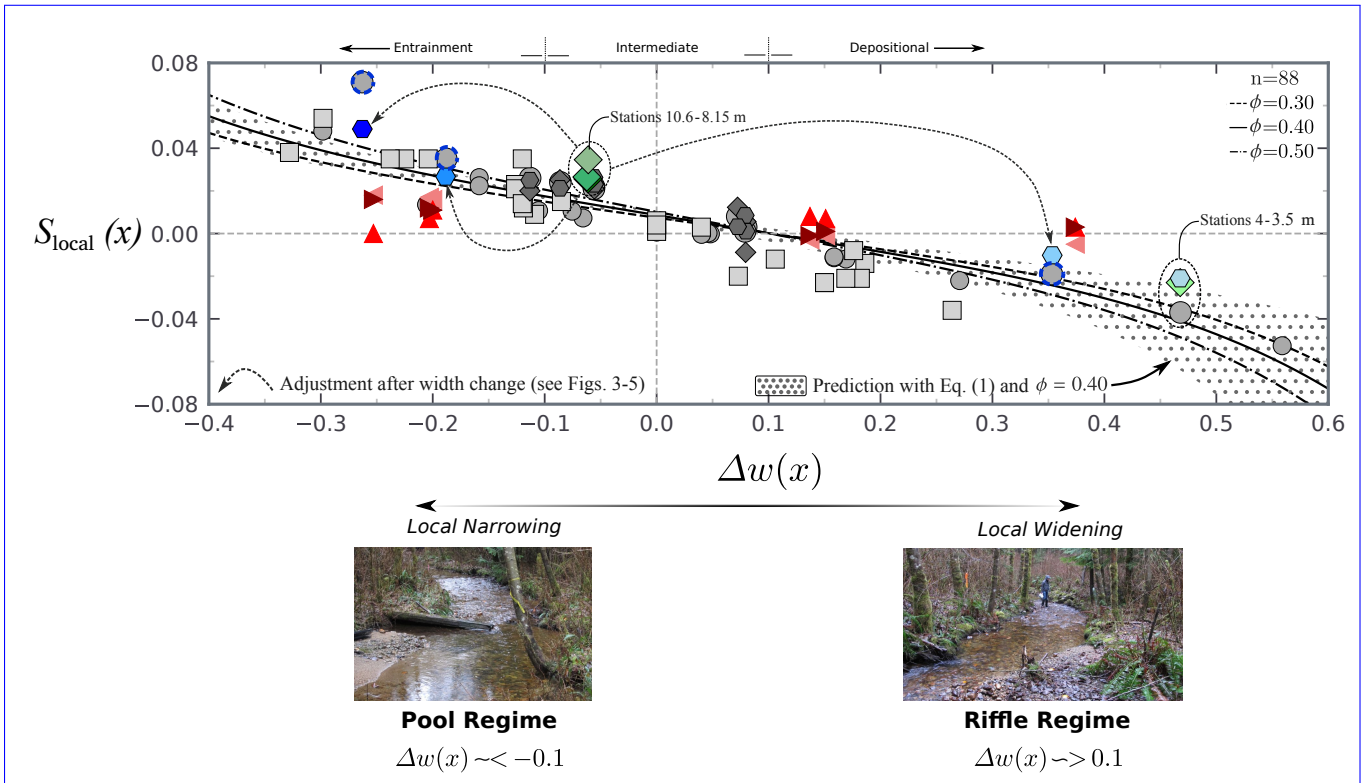 Entrainment Intermediate Depositional
0.08
0.04
0.00
−0.04
−0.08
S_local (x)
n=88
ϕ=0.30
ϕ=0.40
ϕ=0.50
Stations 10.6-8.15 m
Stations 4-3.5 m
Adjustment after width change (see Figs. 3-5)
Prediction with Eq. (1) and ϕ = 0.40
−0.4 −0.3 −0.2 −0.1 0.0 0.1 0.2 0.3 0.4 0.5 0.6
Δw(x)
Local Narrowing Local Widening
Pool Regime Riffle Regime
Δw(x) ~< −0.1 Δw(x) ~> 0.1